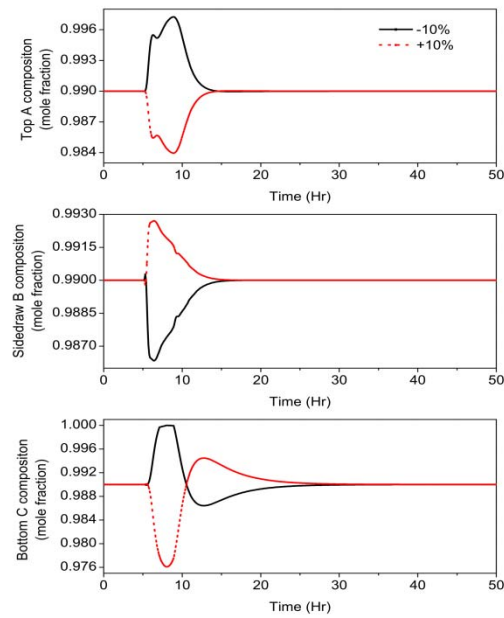 Top A compositon
(mole fraction)
0.996
0.993
0.990
0.987
0.984
-10%
+10%
0 10 20 30 40 50
Time (Hr)
Sidedraw B compositon
(mole fraction)
0.9930
0.9915
0.9900
0.9885
0.9870
0 10 20 30 40 50
Time (Hr)
Bottom C compositon
(mole fraction)
1.000
0.996
0.992
0.988
0.984
0.980
0.976
0 10 20 30 40 50
Time (Hr)